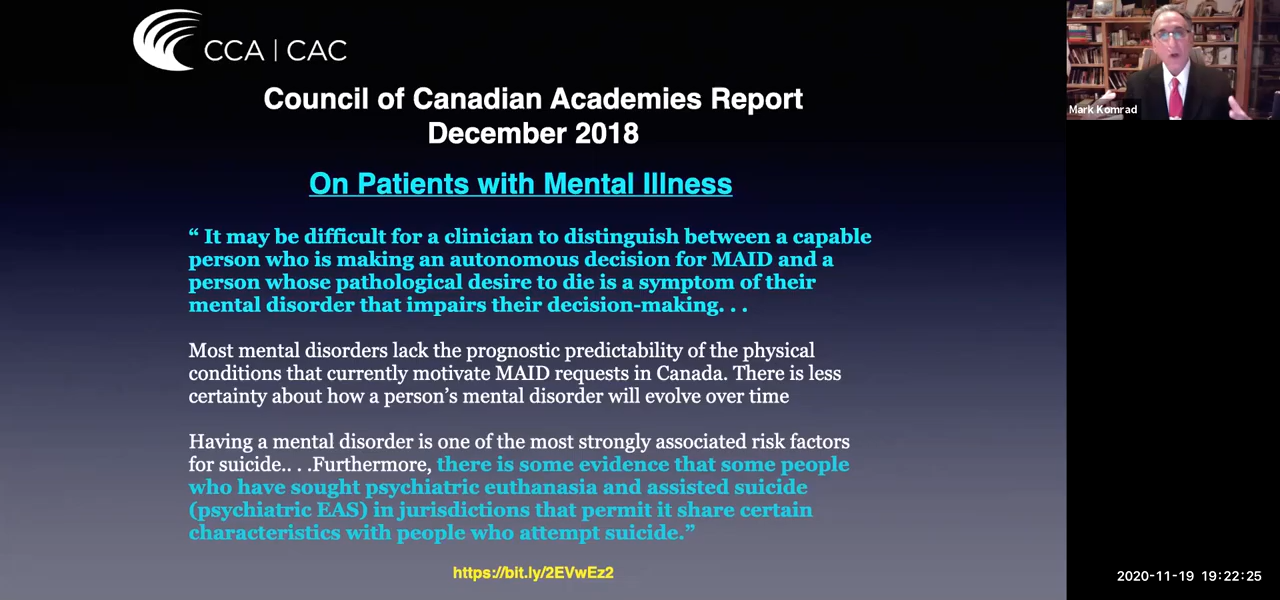 CCA | CAC
Council of Canadian Academies Report
December 2018
On Patients with Mental Illness
“ It may be difficult for a clinician to distinguish between a capable
person who is making an autonomous decision for MAID and a
person whose pathological desire to die is a symptom of their
mental disorder that impairs their decision-making. . .
Most mental disorders lack the prognostic predictability of the physical
conditions that currently motivate MAID requests in Canada. There is less
certainty about how a person’s mental disorder will evolve over time
Having a mental disorder is one of the most strongly associated risk factors
for suicide.. . .Furthermore, there is some evidence that some people
who have sought psychiatric euthanasia and assisted suicide
(psychiatric EAS) in jurisdictions that permit it share certain
characteristics with people who attempt suicide.”
https://bit.ly/2EVwEz2
Mark Komrad
2020-11-19 19:22:25